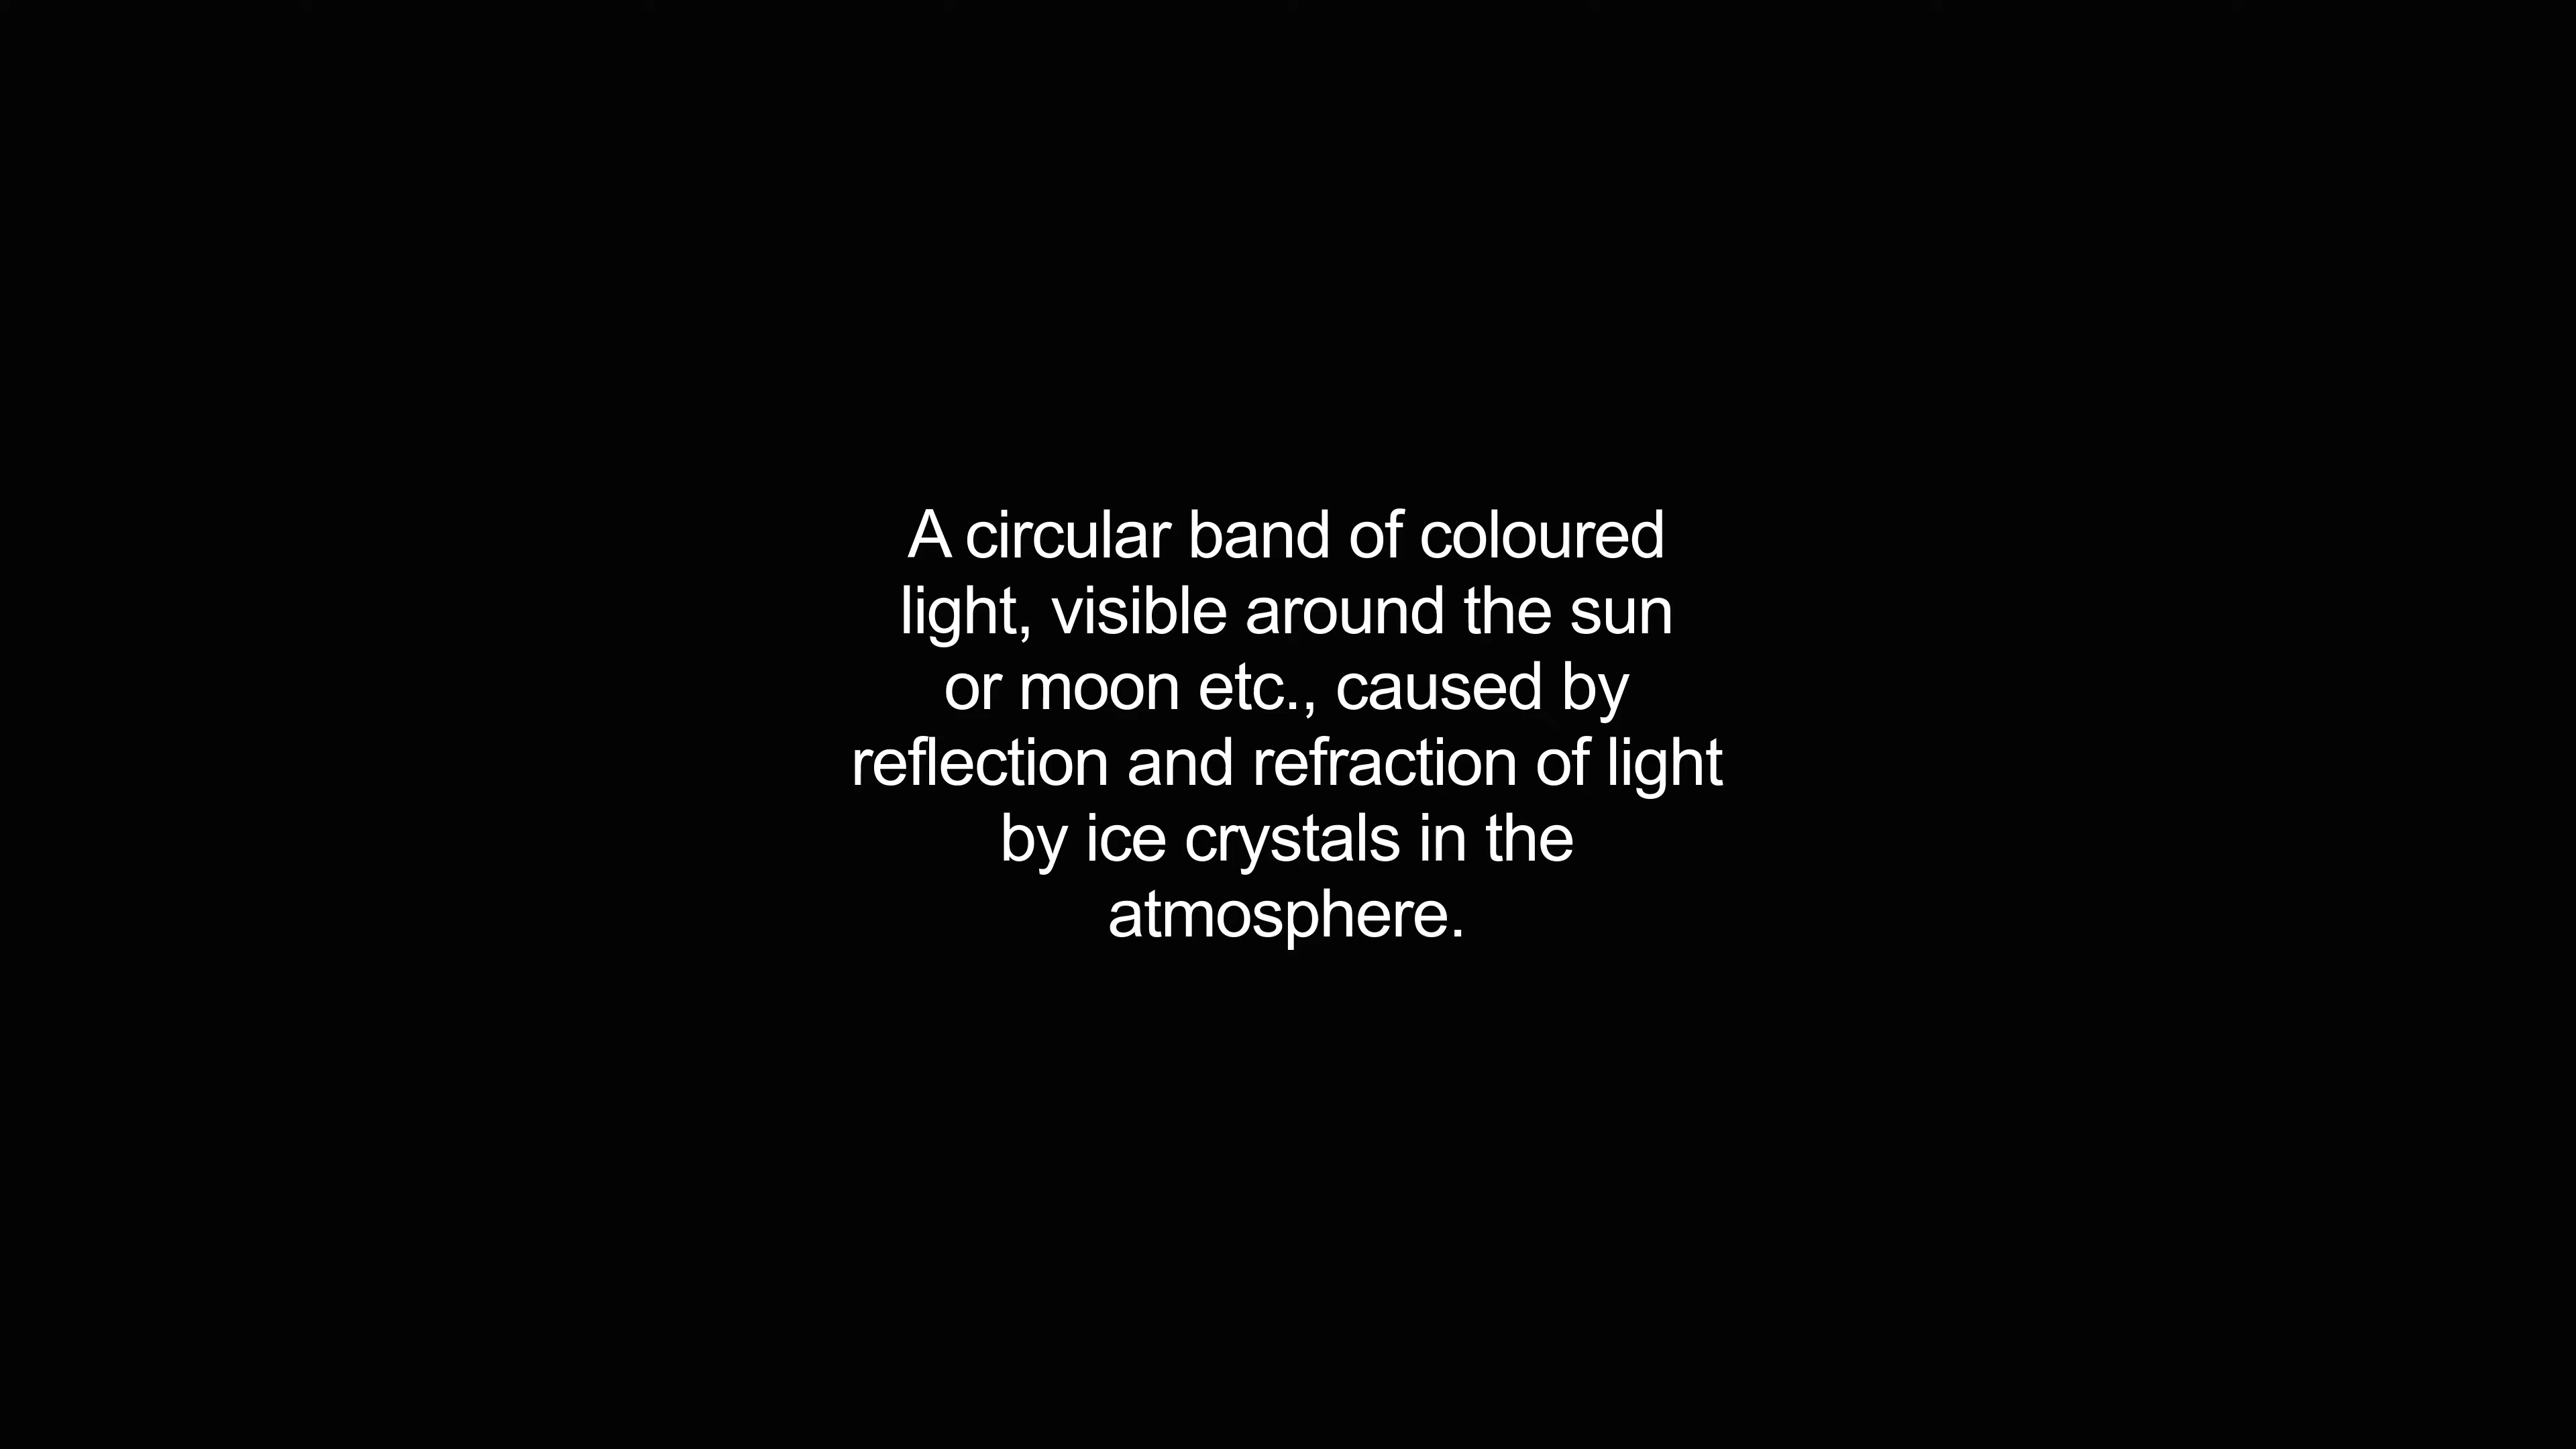 A circular band of coloured
light, visible around the sun
or moon etc., caused by
reflection and refraction of light
by ice crystals in the
atmosphere.